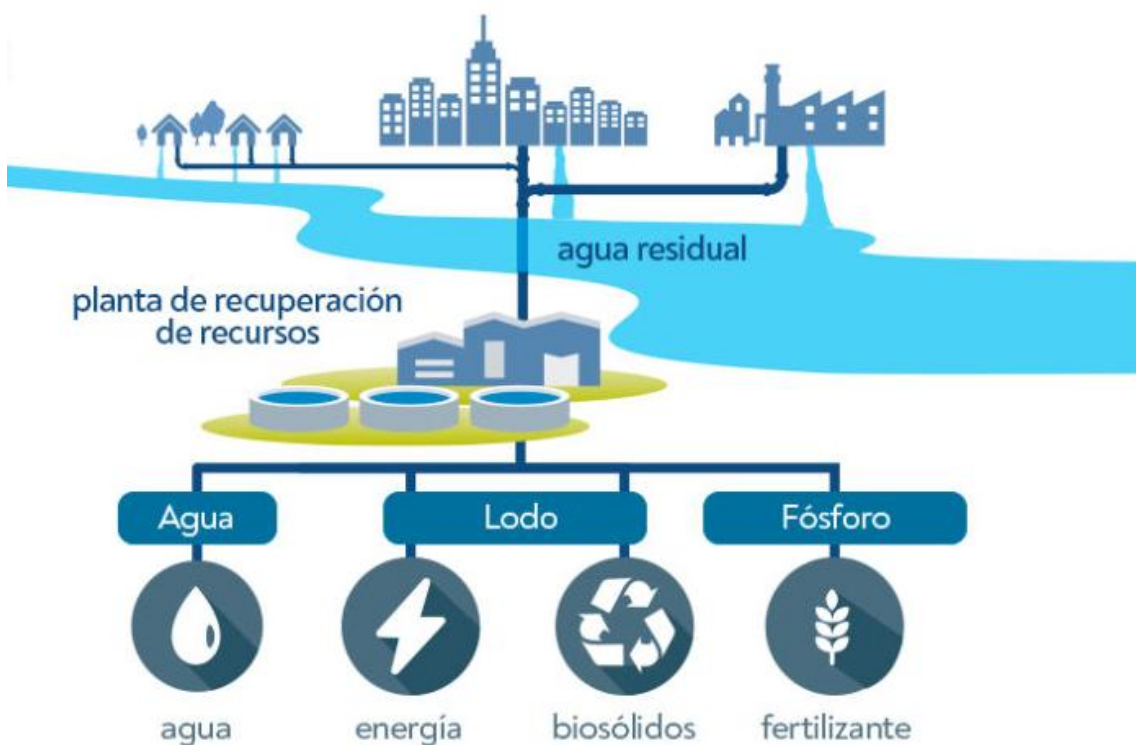 agua residual
planta de recuperación
de recursos
Agua
Lodo
Fósforo
agua
energía
biosólidos
fertilizante